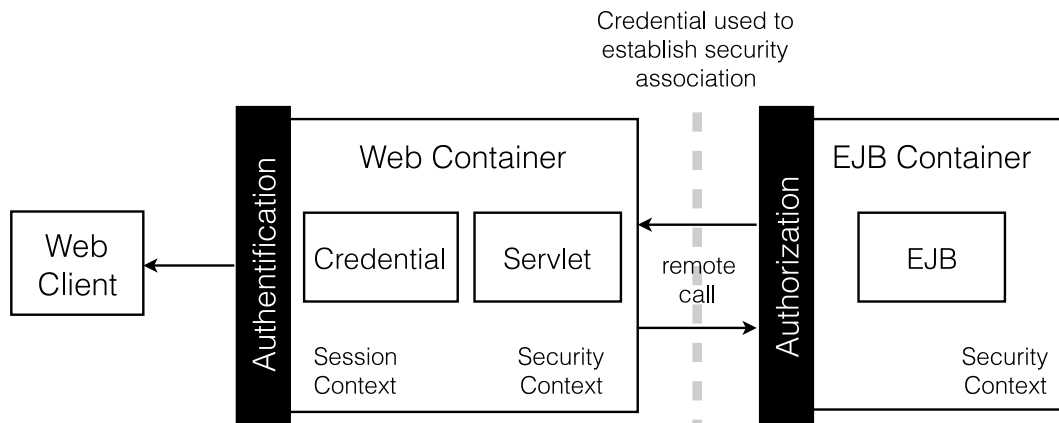 Credential used to
establish security
association
Web Container
EJB Container
Authentification
Authorization
Web
Client
Credential
Servlet
remote
call
EJB
Session
Context
Security
Context
Security
Context